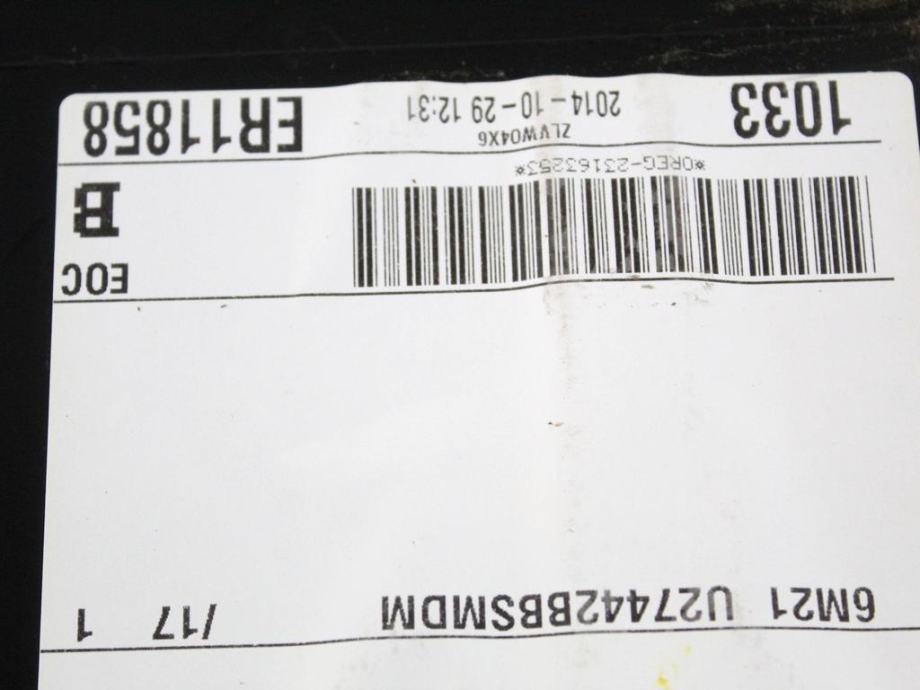 6M21 U27442BBSMDM /17 1
EOC
B
*OREG-23163253*
ZLVW04X6
1033 2014-10-29 12:31 ER11858